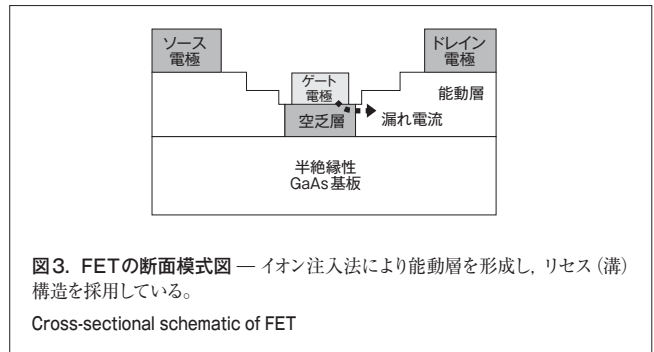 ソース
電極
ドレイン
電極
ゲート
電極
能動層
空乏層
漏れ電流
半絶縁性
GaAs基板
図3. FETの断面模式図 — イオン注入法により能動層を形成し,リセス(溝)
構造を採用している。
Cross-sectional schematic of FET